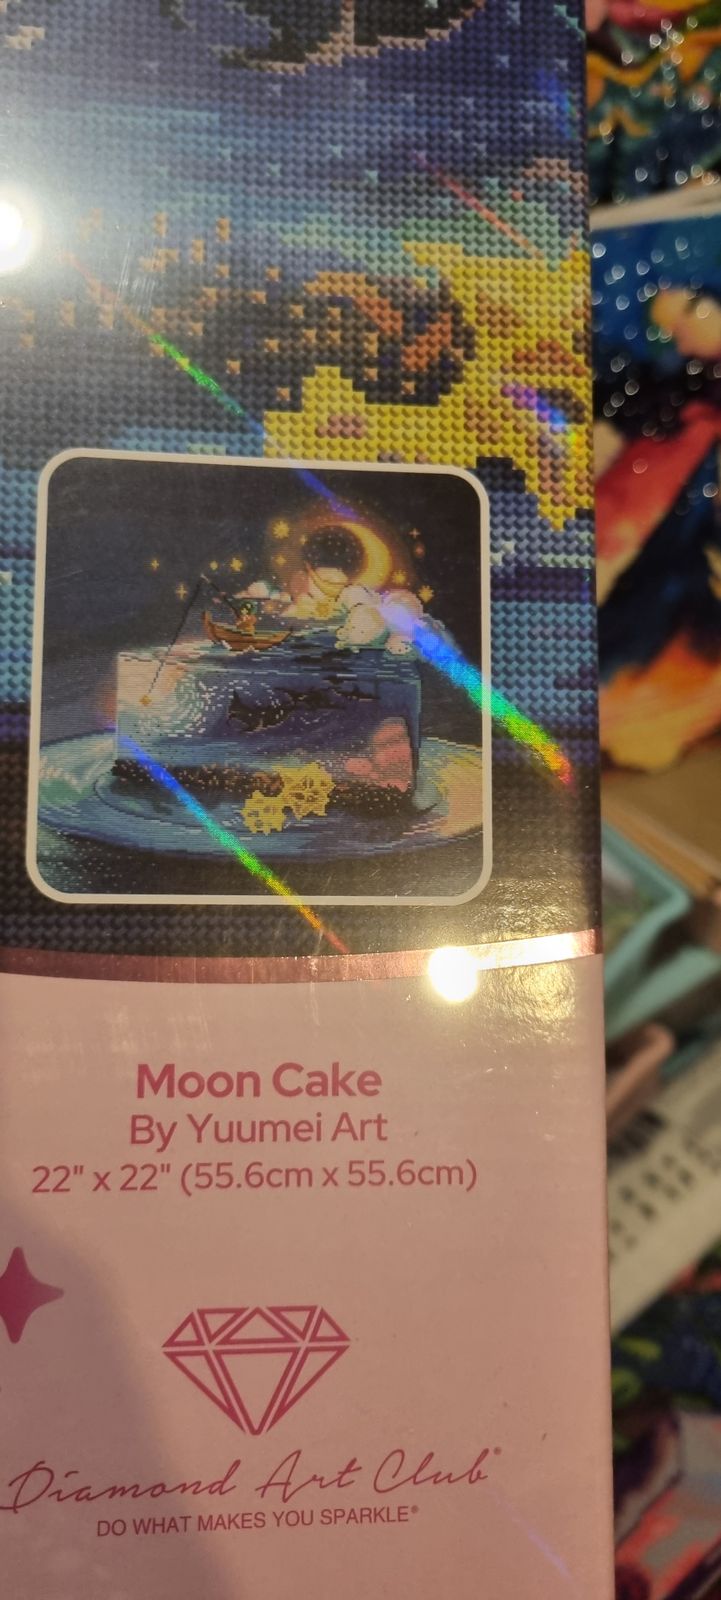 Moon Cake
By Yuumei Art
22" x 22" (55.6cm x 55.6cm)
Diamond Art Club®
DO WHAT MAKES YOU SPARKLE®